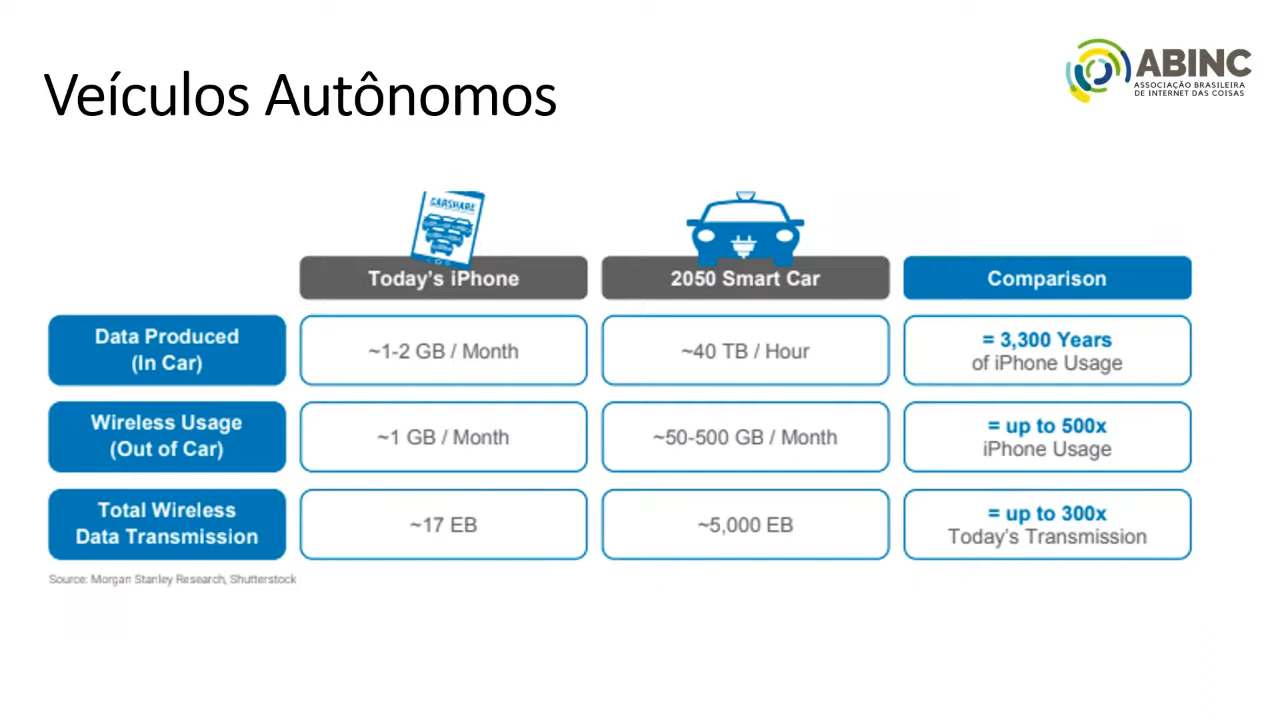 Veículos Autônomos
ABINC
ASSOCIAÇÃO BRASILEIRA
DE INTERNET DAS COISAS
CARSHARE
Today's iPhone
2050 Smart Car
Comparison
Data Produced
(In Car)
~1-2 GB / Month
~40 TB / Hour
= 3,300 Years
of iPhone Usage
Wireless Usage
(Out of Car)
~1 GB / Month
~50-500 GB / Month
= up to 500x
iPhone Usage
Total Wireless
Data Transmission
~17 EB
~5,000 EB
= up to 300x
Today's Transmission
Source: Morgan Stanley Research, Shutterstock